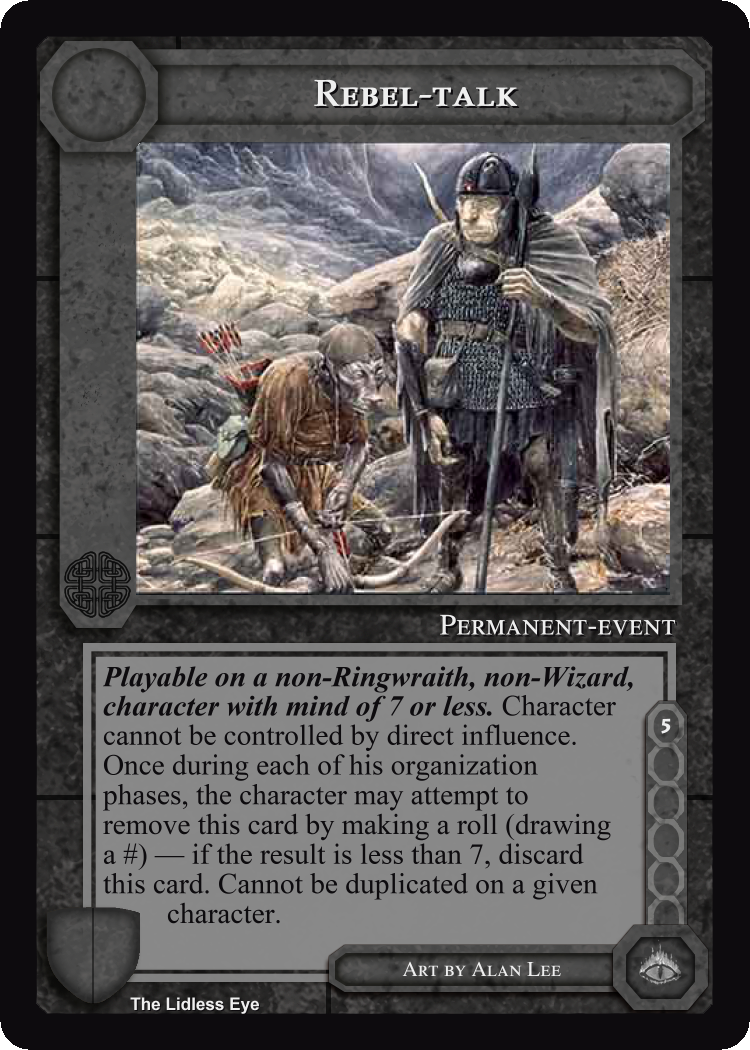 Rebel-talk
Permanent-event
Playable on a non-Ringwraith, non-Wizard,
character with mind of 7 or less. Character
cannot be controlled by direct influence.
Once during each of his organization
phases, the character may attempt to
remove this card by making a roll (drawing
a #) — if the result is less than 7, discard
this card. Cannot be duplicated on a given
character.
5
Art by Alan Lee
The Lidless Eye